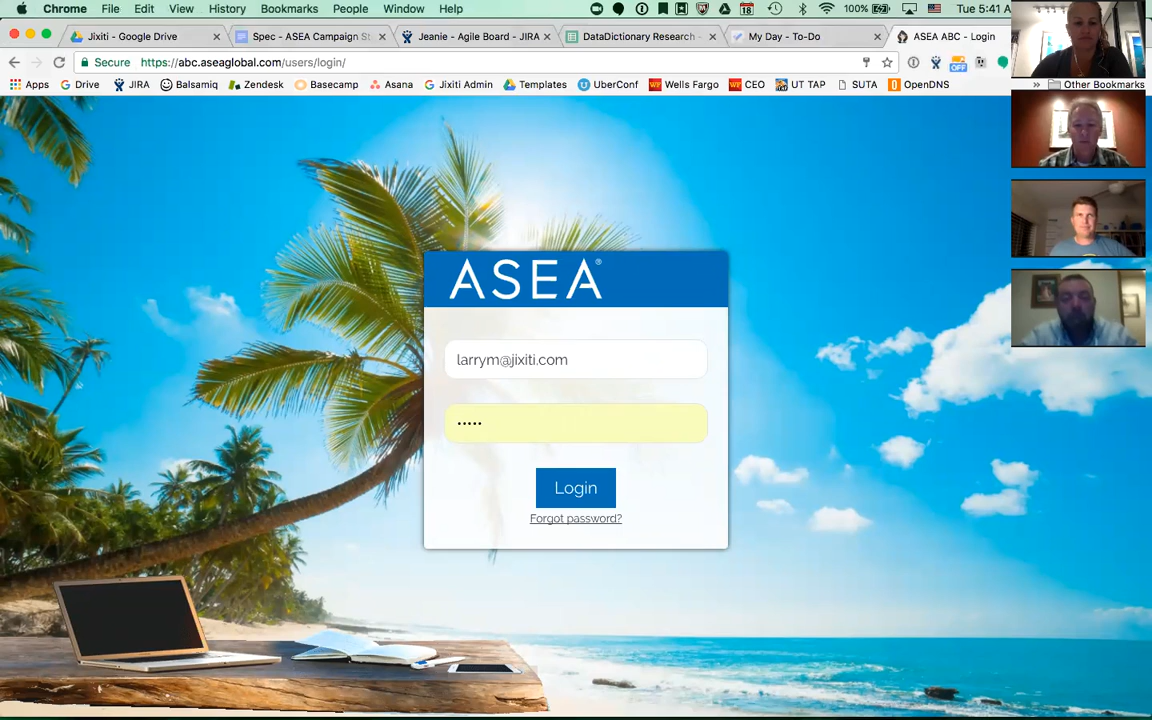 Chrome File Edit View History Bookmarks People Window Help 18 100% Tue 5:41 A
Jixiti - Google Drive Spec - ASEA Campaign St Jeanie - Agile Board - JIRA DataDictionary Research - My Day - To-Do ASEA ABC - Login
Secure https://abc.aseaglobal.com/users/login/ OFF
Apps Drive JIRA Balsamiq Zendesk Basecamp Asana Jixiti Admin Templates UberConf Wells Fargo CEO UT TAP SUTA OpenDNS » Other Bookmarks
ASEA®
larrym@jixiti.com
•••••
Login
Forgot password?